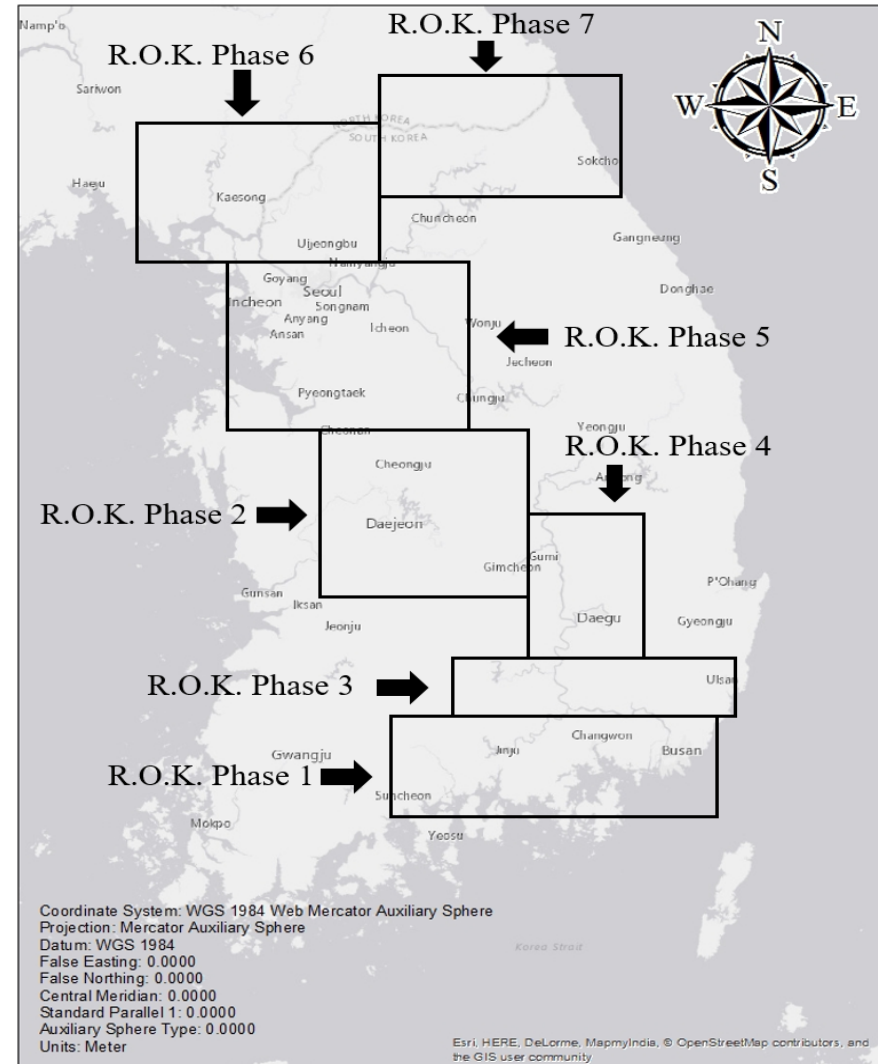 Namp'o
R.O.K. Phase 7
R.O.K. Phase 6
N
W
E
S
Sariwon
NORTH KOREA
SOUTH KOREA
Sokcho
Haeju
Kaesong
Chuncheon
Uijeongbu
Gangneung
Namyangju
Goyang
Seoul
Donghae
Incheon
Songnam
Anyang
Icheon
Wonju
Ansan
R.O.K. Phase 5
Jecheon
Pyeongtaek
Chungju
Cheonan
Yeongju
R.O.K. Phase 4
Cheongju
Andong
R.O.K. Phase 2
Daejeon
Gumi
Gimcheon
P'Ohang
Gunsan
Iksan
Jeonju
Daegu
Gyeongju
R.O.K. Phase 3
Ulsan
Changwon
Jinju
Busan
Gwangju
R.O.K. Phase 1
Suncheon
Mokpo
Yeosu
Coordinate System: WGS 1984 Web Mercator Auxiliary Sphere
Projection: Mercator Auxiliary Sphere
Datum: WGS 1984
False Easting: 0.0000
False Northing: 0.0000
Central Meridian: 0.0000
Standard Parallel 1: 0.0000
Auxiliary Sphere Type: 0.0000
Units: Meter
Korea Strait
Esri, HERE, DeLorme, MapmyIndia, © OpenStreetMap contributors, and
the GIS user community